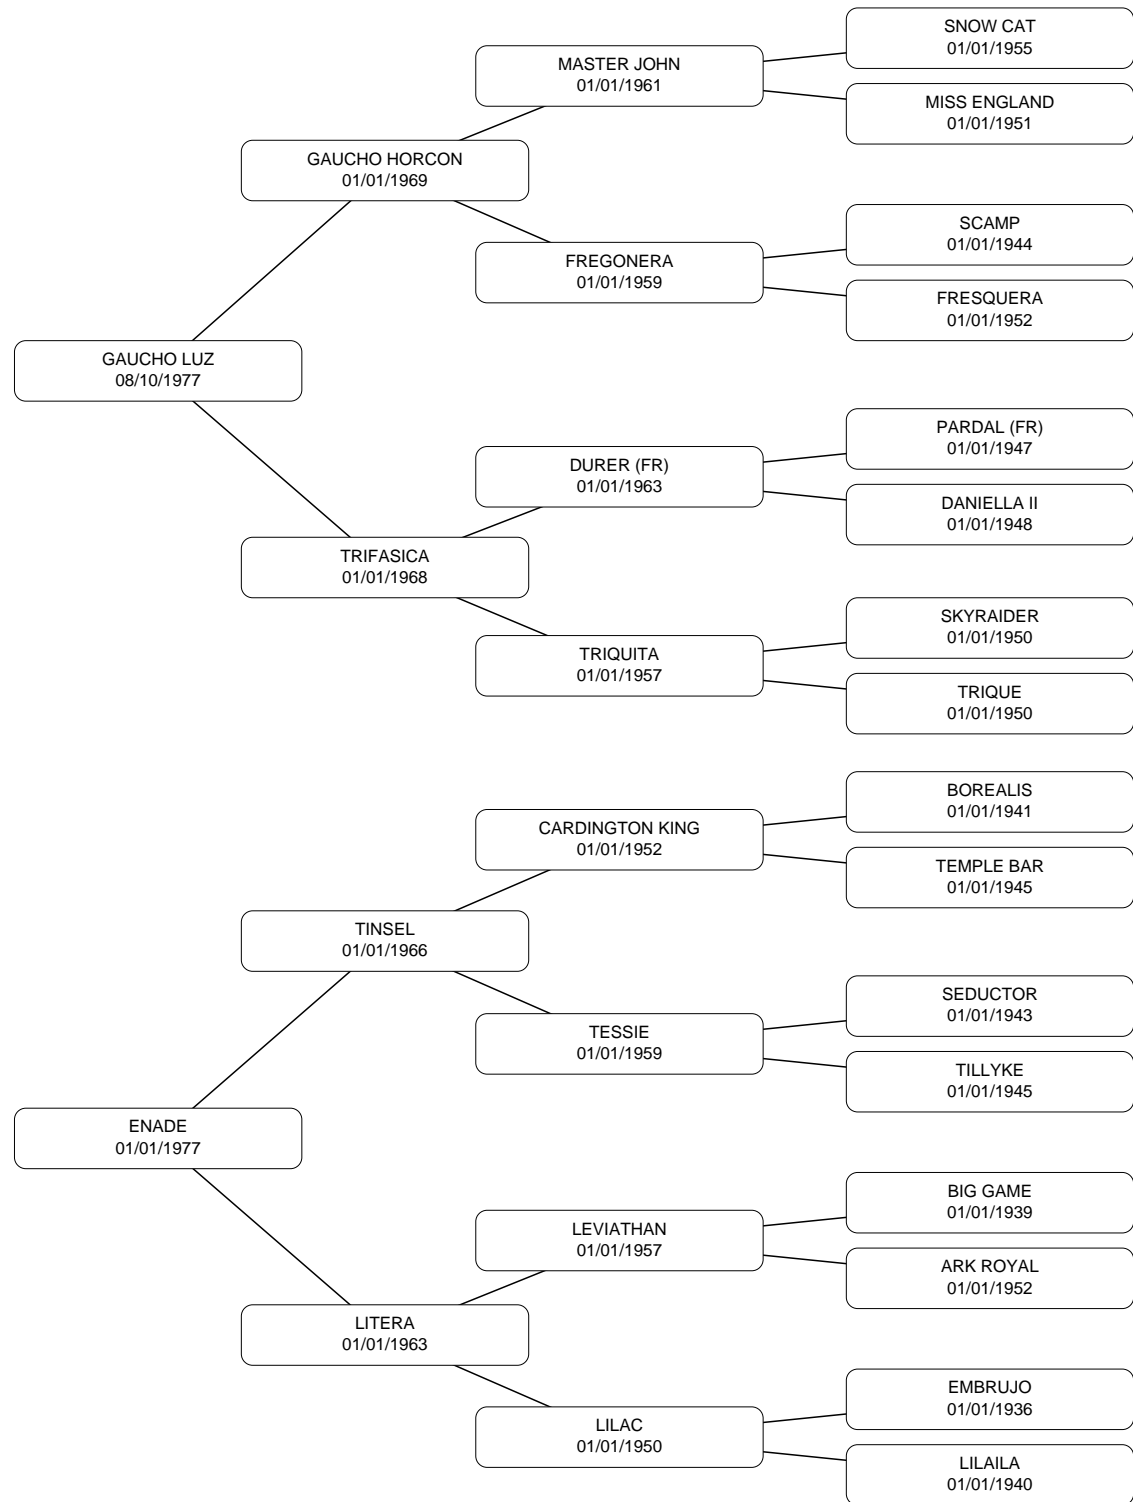 SNOW CAT
01/01/1955
MASTER JOHN
01/01/1961
MISS ENGLAND
01/01/1951
GAUCHO HORCON
01/01/1969
SCAMP
01/01/1944
FREGONERA
01/01/1959
FRESQUERA
01/01/1952
GAUCHO LUZ
08/10/1977
PARDAL (FR)
01/01/1947
DURER (FR)
01/01/1963
DANIELLA II
01/01/1948
TRIFASICA
01/01/1968
SKYRAIDER
01/01/1950
TRIQUITA
01/01/1957
TRIQUE
01/01/1950
BOREALIS
01/01/1941
CARDINGTON KING
01/01/1952
TEMPLE BAR
01/01/1945
TINSEL
01/01/1966
SEDUCTOR
01/01/1943
TESSIE
01/01/1959
TILLYKE
01/01/1945
ENADE
01/01/1977
BIG GAME
01/01/1939
LEVIATHAN
01/01/1957
ARK ROYAL
01/01/1952
LITERA
01/01/1963
EMBRUJO
01/01/1936
LILAC
01/01/1950
LILAILA
01/01/1940